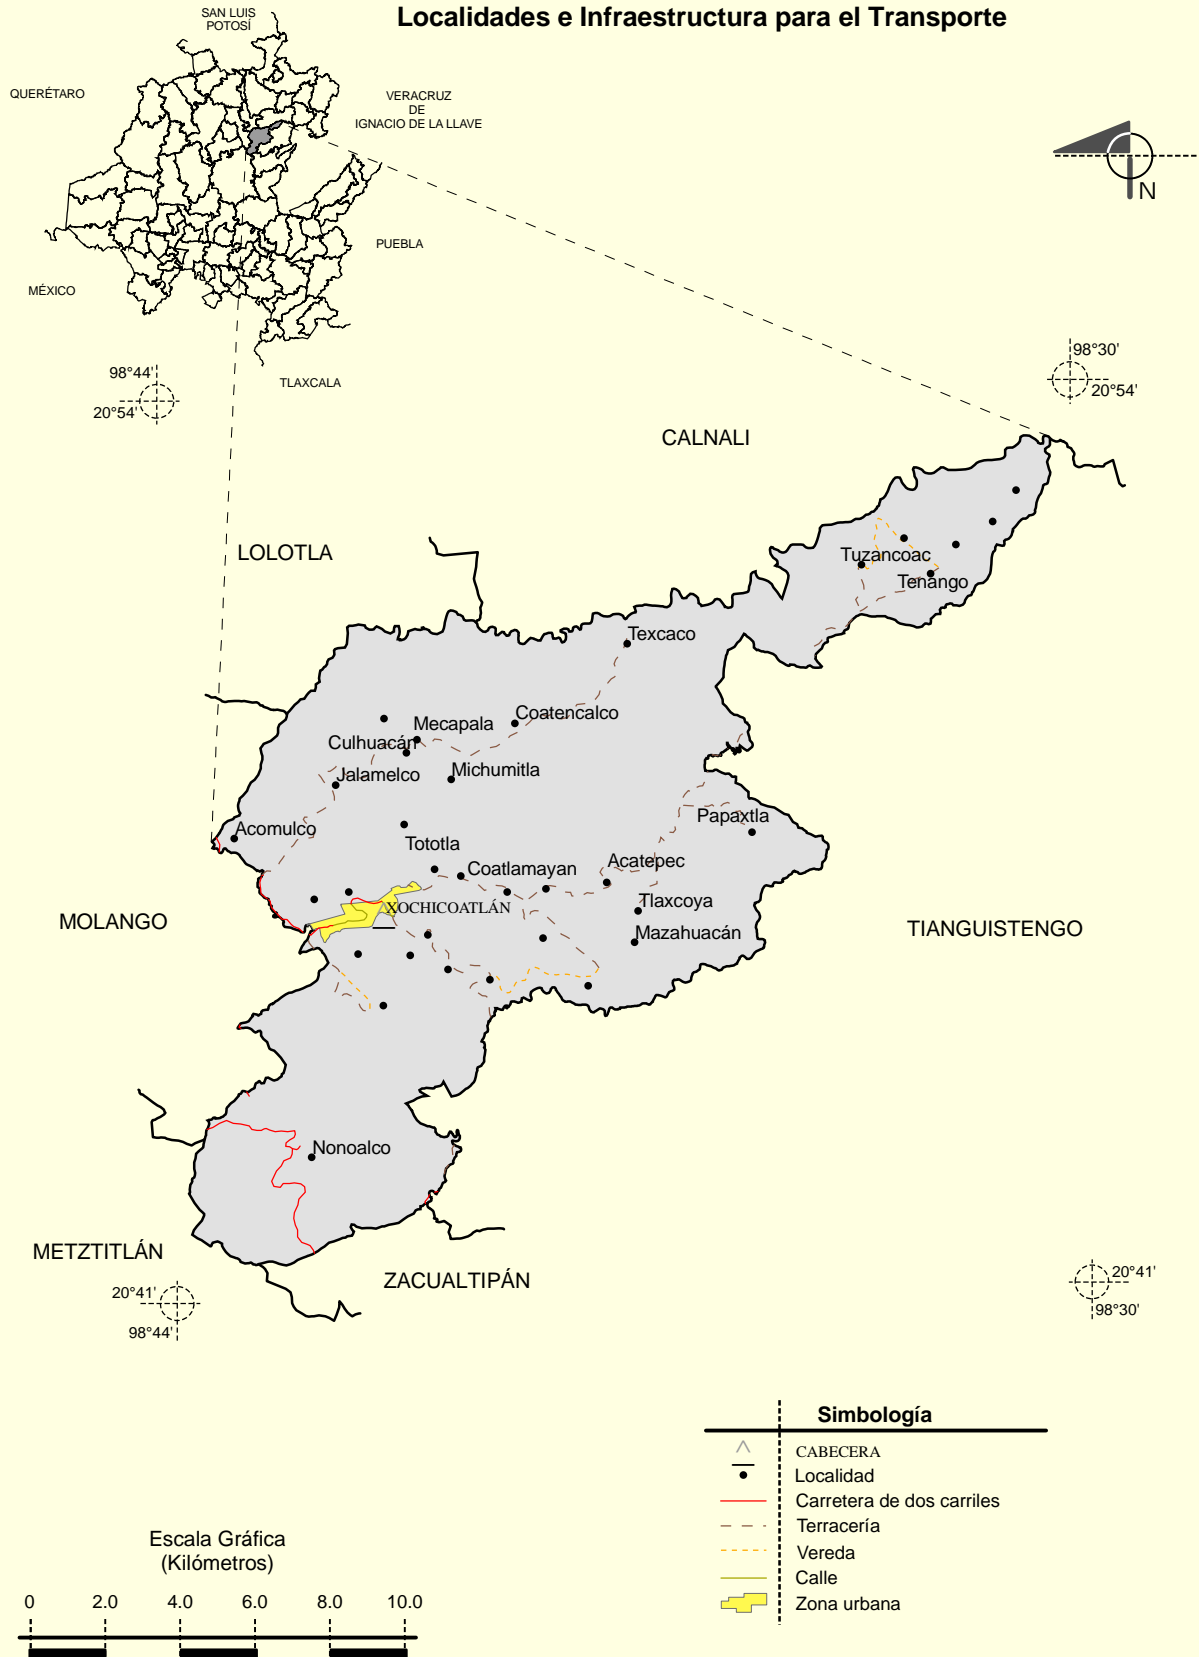 Localidades e Infraestructura para el Transporte
SAN LUIS
POTOSÍ
QUERÉTARO
VERACRUZ
DE
IGNACIO DE LA LLAVE
N
PUEBLA
MÉXICO
TLAXCALA
98°44'
20°54'
98°30'
20°54'
CALNALI
LOLOTLA
Tuzancoac
Tenango
Texcaco
Coatencalco
Mecapala
Culhuacán
Michumitla
Jalamelco
Papaxtla
Acomulco
Tototla
Acatepec
Coatlamayan
Tlaxcoya
XOCHICOATLÁN
MOLANGO
TIANGUISTENGO
Mazahuacán
Nonoalco
METZTITLÁN
ZACUALTIPÁN
20°41'
98°44'
20°41'
98°30'
Simbología
CABECERA
Localidad
Carretera de dos carriles
Terracería
Vereda
Calle
Zona urbana
Escala Gráfica
(Kilómetros)
0 2.0 4.0 6.0 8.0 10.0